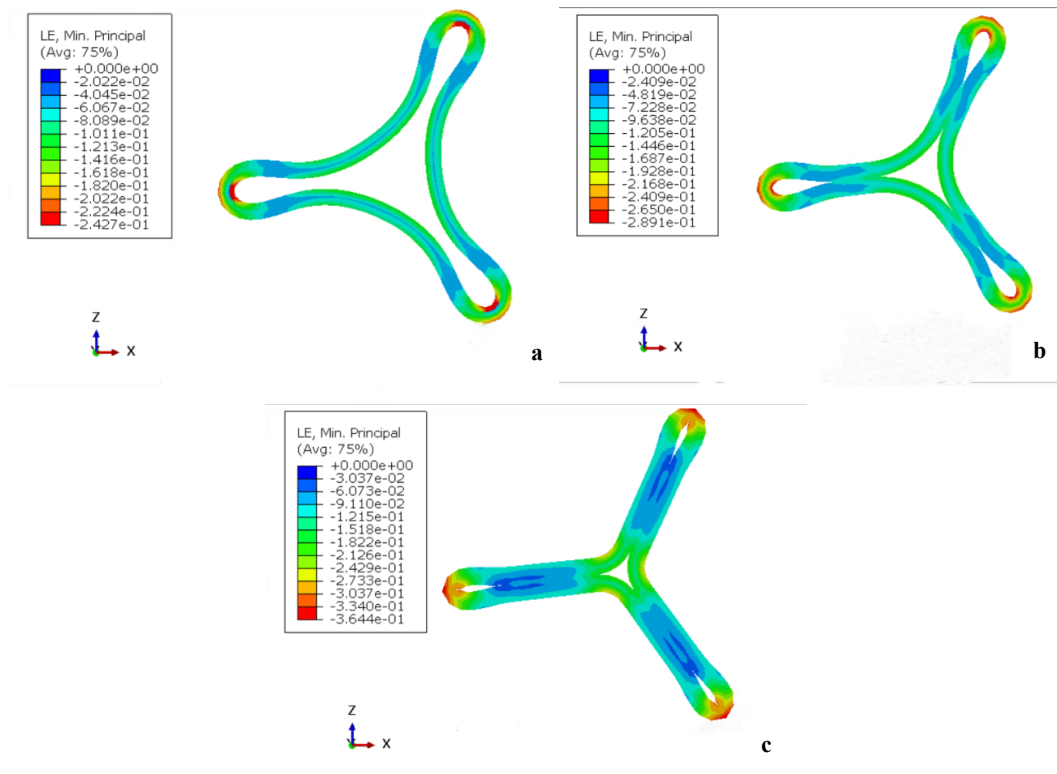 LE, Min. Principal
(Avg: 75%)
+0.000e+00
-2.022e-02
-4.045e-02
-6.067e-02
-8.089e-02
-1.011e-01
-1.213e-01
-1.416e-01
-1.618e-01
-1.820e-01
-2.022e-01
-2.224e-01
-2.427e-01
Z
Y
X
a
LE, Min. Principal
(Avg: 75%)
+0.000e+00
-2.409e-02
-4.819e-02
-7.228e-02
-9.638e-02
-1.205e-01
-1.446e-01
-1.687e-01
-1.928e-01
-2.168e-01
-2.409e-01
-2.650e-01
-2.891e-01
Z
Y
X
b
LE, Min. Principal
(Avg: 75%)
+0.000e+00
-3.037e-02
-6.073e-02
-9.110e-02
-1.215e-01
-1.518e-01
-1.822e-01
-2.126e-01
-2.429e-01
-2.733e-01
-3.037e-01
-3.340e-01
-3.644e-01
Z
Y
X
c